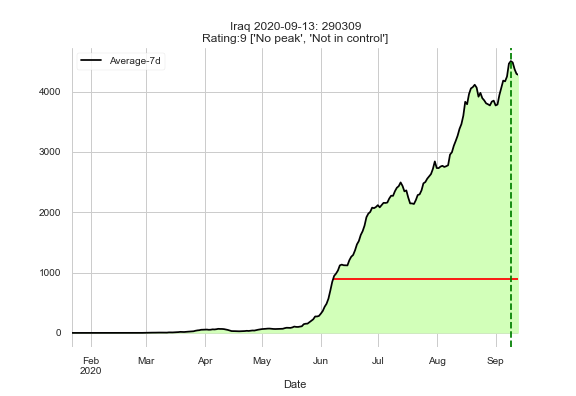 Iraq 2020-09-13: 290309
Rating:9 ['No peak', 'Not in control']
Average-7d
4000
3000
2000
1000
0
Feb Mar Apr May Jun Jul Aug Sep
2020
Date